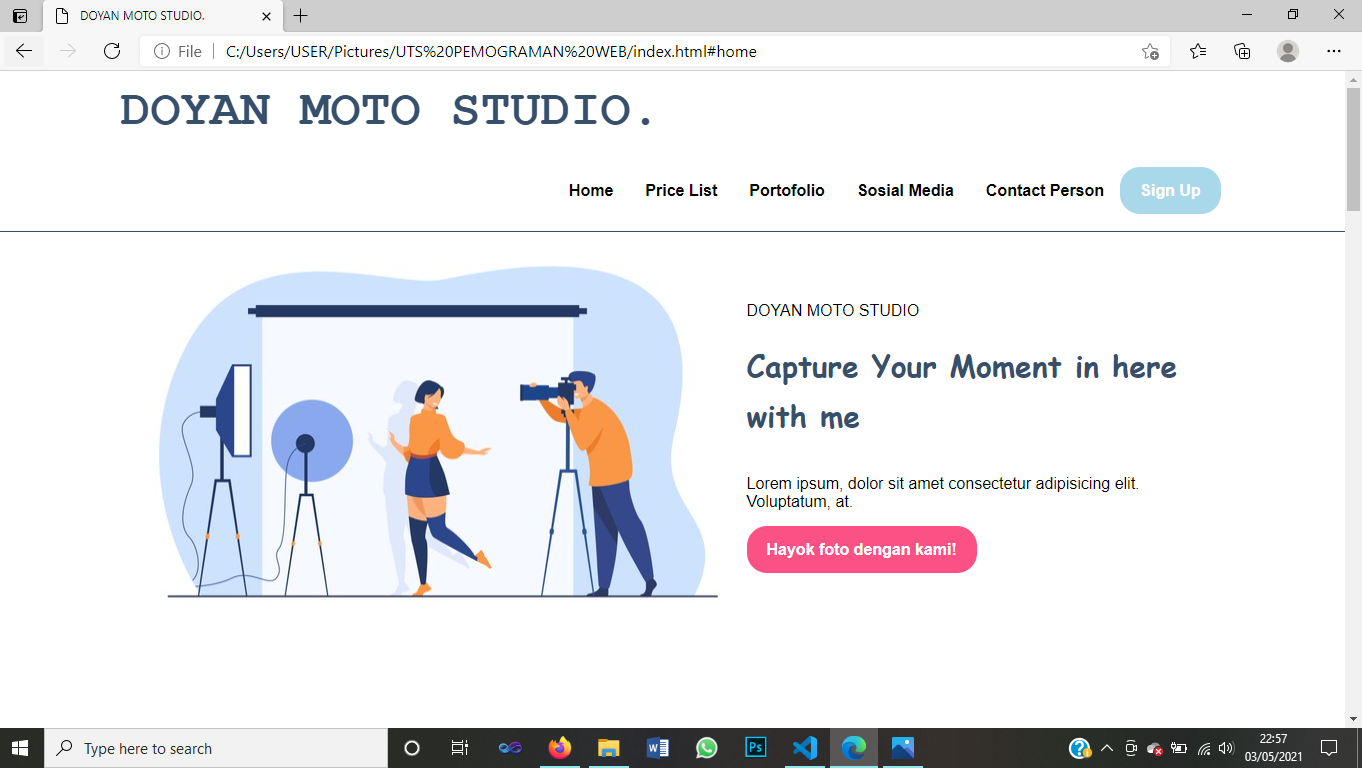 DOYAN MOTO STUDIO.
File
C:/Users/USER/Pictures/UTS%20PEMOGRAMAN%20WEB/index.html#home
DOYAN MOTO STUDIO.
Home Price List Portofolio Sosial Media Contact Person Sign Up
DOYAN MOTO STUDIO
Capture Your Moment in here
with me
Lorem ipsum, dolor sit amet consectetur adipisicing elit.
Voluptatum, at.
Hayok foto dengan kami!
Type here to search
W
Ps
22:57
03/05/2021